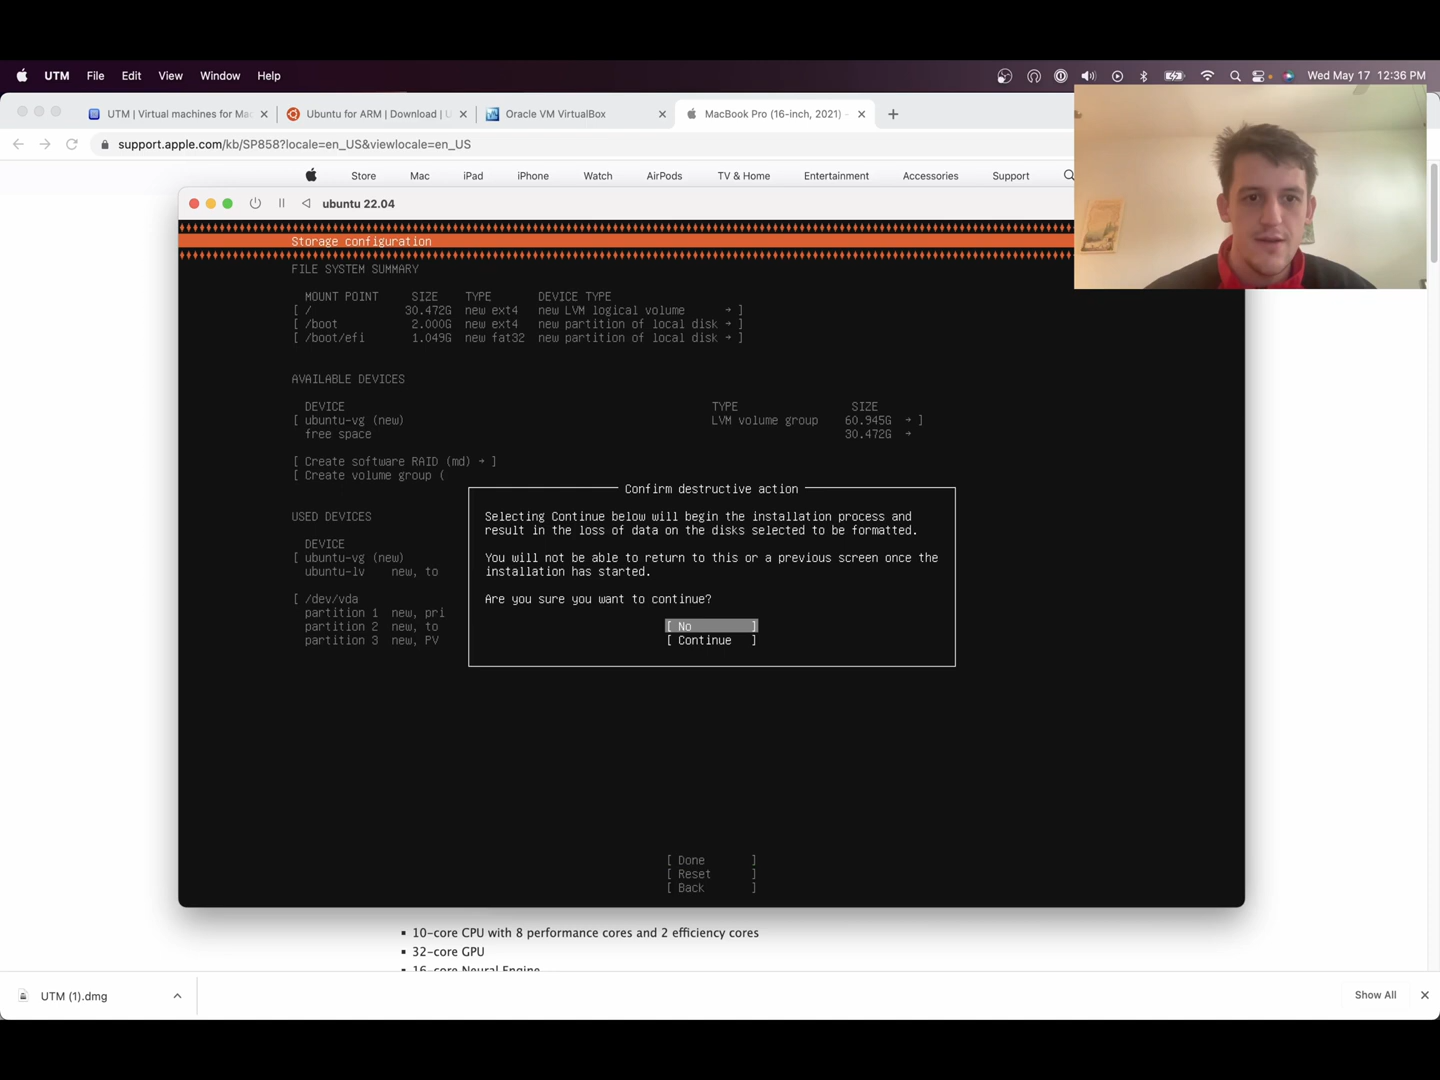 UTM File Edit View Window Help Wed May 17 12:36 PM
UTM | Virtual machines for Mac Ubuntu for ARM | Download | U Oracle VM VirtualBox MacBook Pro (16-inch, 2021) -
support.apple.com/kb/SP858?locale=en_US&viewlocale=en_US
Store Mac iPad iPhone Watch AirPods TV & Home Entertainment Accessories Support
ubuntu 22.04
Storage configuration
FILE SYSTEM SUMMARY
MOUNT POINT SIZE TYPE DEVICE TYPE
[ / 30.472G new ext4 new LVM logical volume → ]
[ /boot 2.000G new ext4 new partition of local disk → ]
[ /boot/efi 1.049G new fat32 new partition of local disk → ]
AVAILABLE DEVICES
DEVICE TYPE SIZE
[ ubuntu-vg (new) LVM volume group 60.945G → ]
free space 30.472G →
[ Create software RAID (md) → ]
[ Create volume group (
USED DEVICES
DEVICE
[ ubuntu-vg (new)
ubuntu-lv new, to
[ /dev/vda
partition 1 new, pri
partition 2 new, to
partition 3 new, PV
Confirm destructive action
Selecting Continue below will begin the installation process and
result in the loss of data on the disks selected to be formatted.
You will not be able to return to this or a previous screen once the
installation has started.
Are you sure you want to continue?
[ No ]
[ Continue ]
[ Done ]
[ Reset ]
[ Back ]
▪ 10-core CPU with 8 performance cores and 2 efficiency cores
▪ 32-core GPU
▪ 16-core Neural Engine
UTM (1).dmg Show All